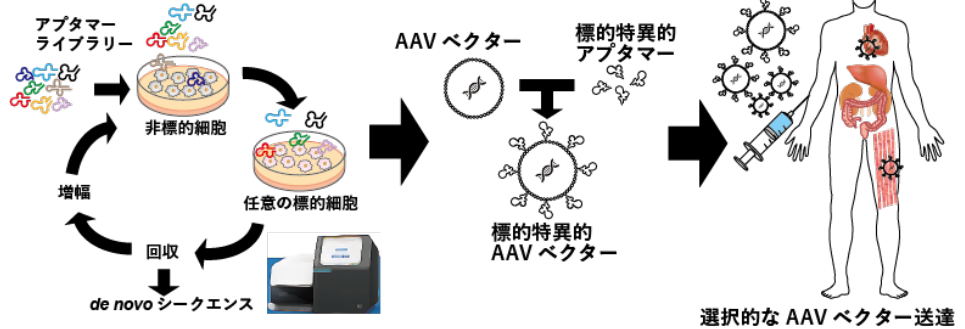 アプタマー
ライブラリー
非標的細胞
任意の標的細胞
増幅
回収
de novo シークエンス
AAV ベクター
標的特異的
アプタマー
標的特異的
AAV ベクター
選択的な AAV ベクター送達